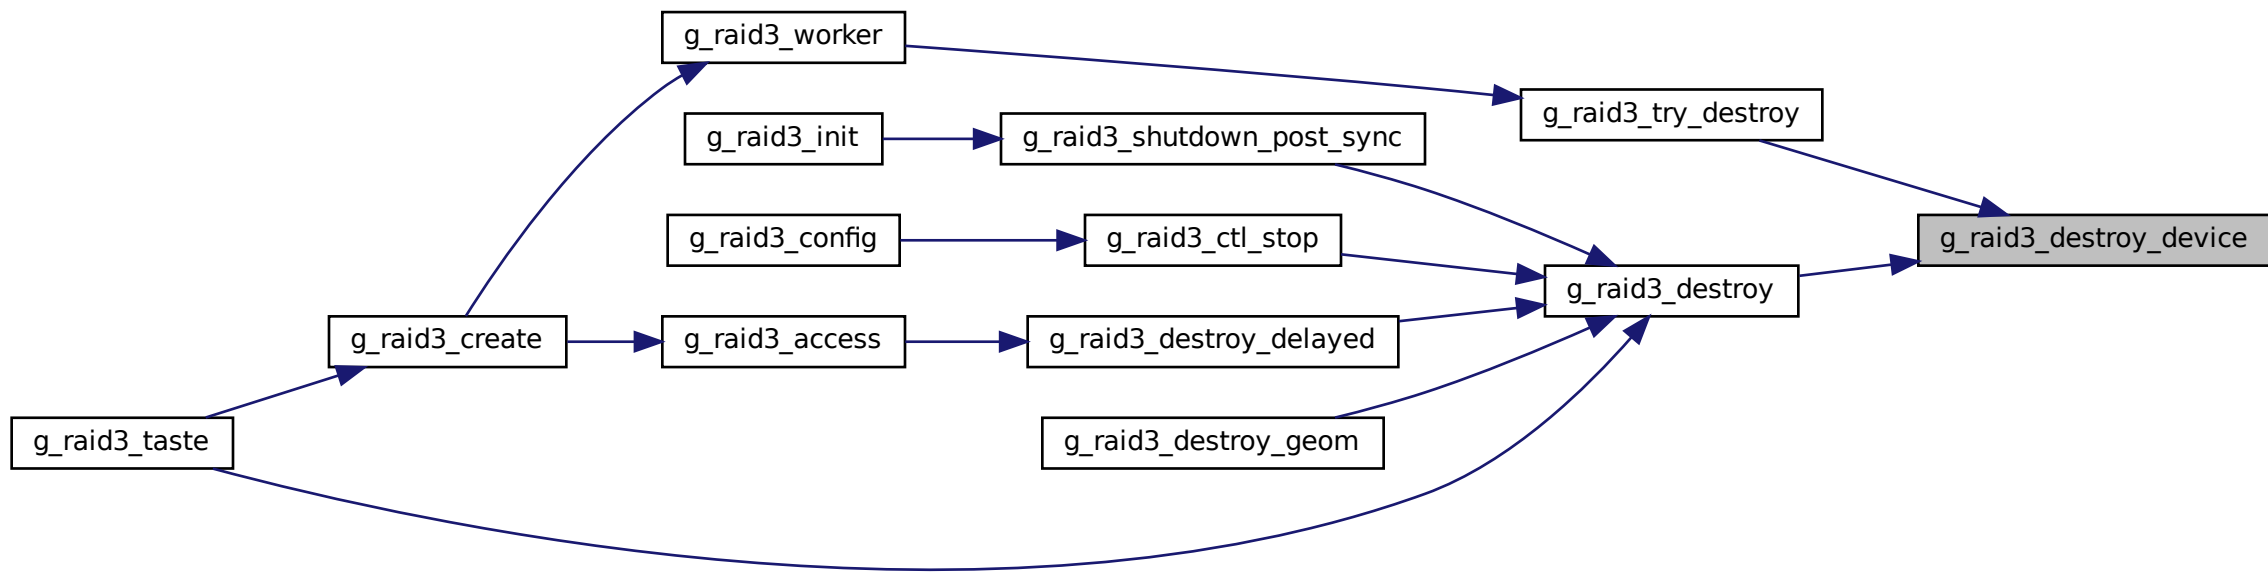 g_raid3_worker
g_raid3_try_destroy
g_raid3_init
g_raid3_shutdown_post_sync
g_raid3_config
g_raid3_ctl_stop
g_raid3_destroy_device
g_raid3_destroy
g_raid3_create
g_raid3_access
g_raid3_destroy_delayed
g_raid3_taste
g_raid3_destroy_geom